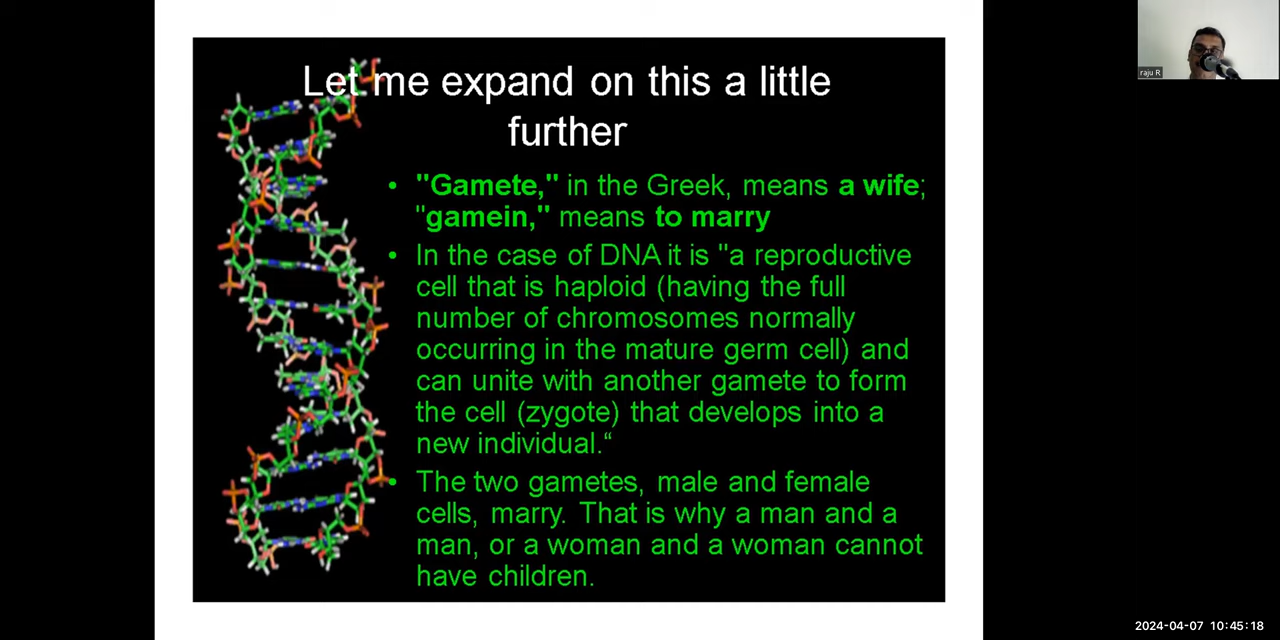 Let me expand on this a little
further
• "Gamete," in the Greek, means a wife;
"gamein," means to marry
• In the case of DNA it is "a reproductive
cell that is haploid (having the full
number of chromosomes normally
occurring in the mature germ cell) and
can unite with another gamete to form
the cell (zygote) that develops into a
new individual.“
• The two gametes, male and female
cells, marry. That is why a man and a
man, or a woman and a woman cannot
have children.
raju R
2024-04-07 10:45:18